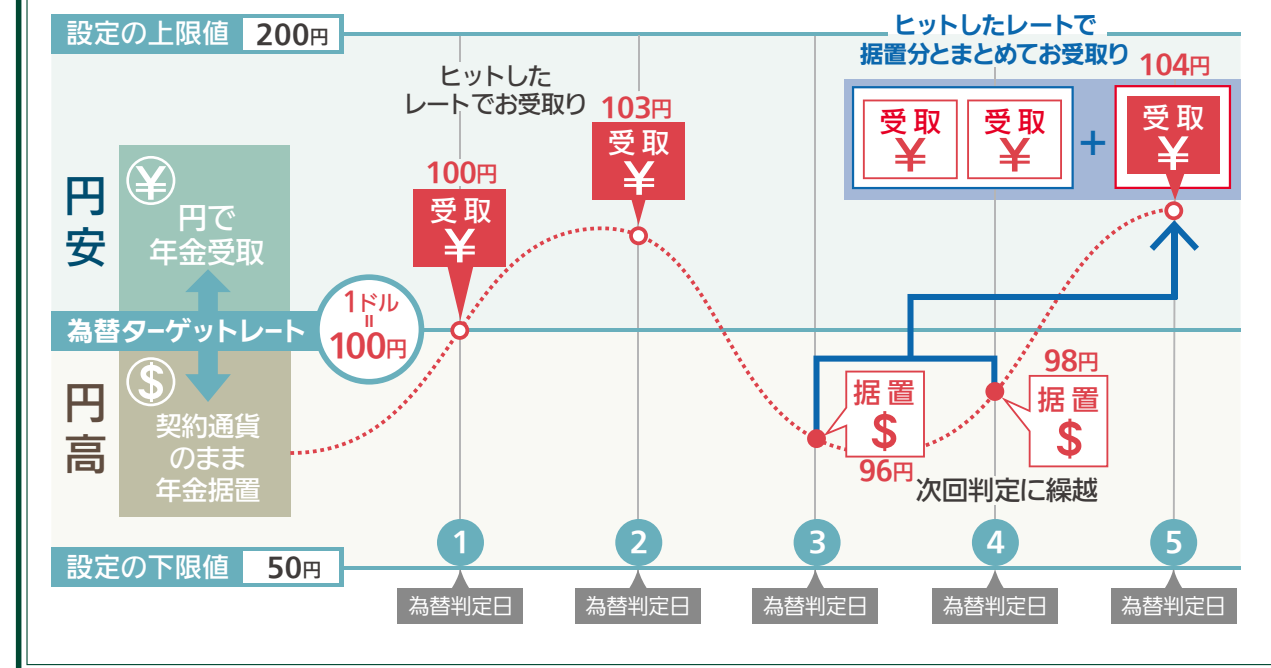 設定の上限値 200円
ヒットしたレートで
据置分とまとめてお受取り
104円
受取
¥
受取
¥
+
受取
¥
ヒットした
レートでお受取り
103円
受取
¥
100円
受取
¥
円安
¥
円で
年金受取
為替ターゲットレート
1ドル
=
100円
円高
$
契約通貨
のまま
年金据置
据置
$
96円
98円
据置
$
次回判定に繰越
1
2
3
4
5
設定の下限値 50円
為替判定日
為替判定日
為替判定日
為替判定日
為替判定日